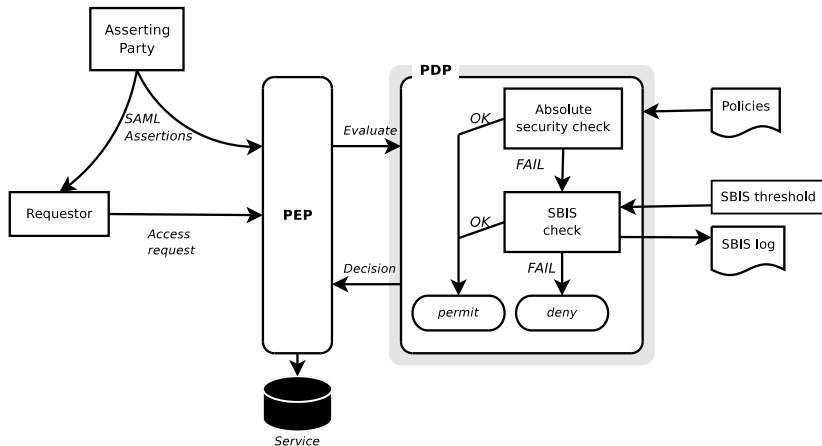 Asserting
Party
SAML
Assertions
Requestor
Access
request
PEP
Evaluate
Decision
Service
PDP
OK
Absolute
security check
FAIL
OK
SBIS
check
FAIL
permit
deny
Policies
SBIS threshold
SBIS log